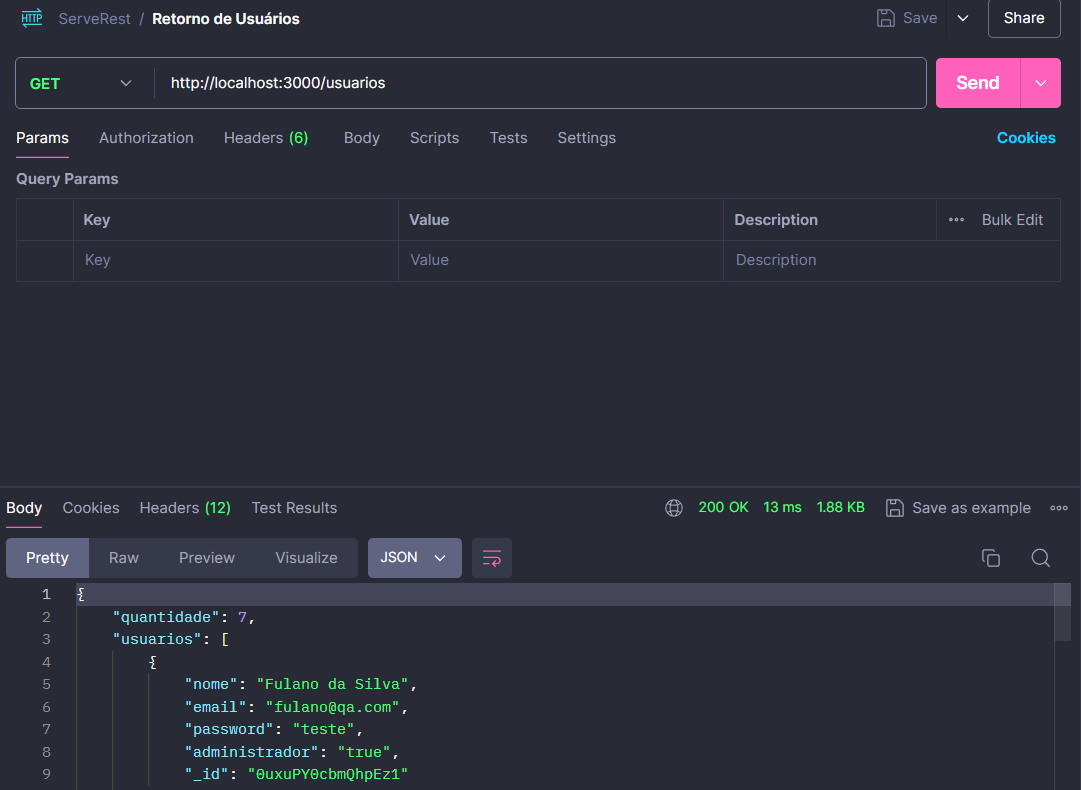 HTTP ServeRest / Retorno de Usuários Save Share
GET http://localhost:3000/usuarios Send
Params Authorization Headers (6) Body Scripts Tests Settings Cookies
Query Params
Key Value Description Bulk Edit
Key Value Description
Body Cookies Headers (12) Test Results 200 OK 13 ms 1.88 KB Save as example
Pretty Raw Preview Visualize JSON
1 {
2 "quantidade": 7,
3 "usuarios": [
4 {
5 "nome": "Fulano da Silva",
6 "email": "fulano@qa.com",
7 "password": "teste",
8 "administrador": "true",
9 "_id": "0uxuPY0cbmQhpEz1"